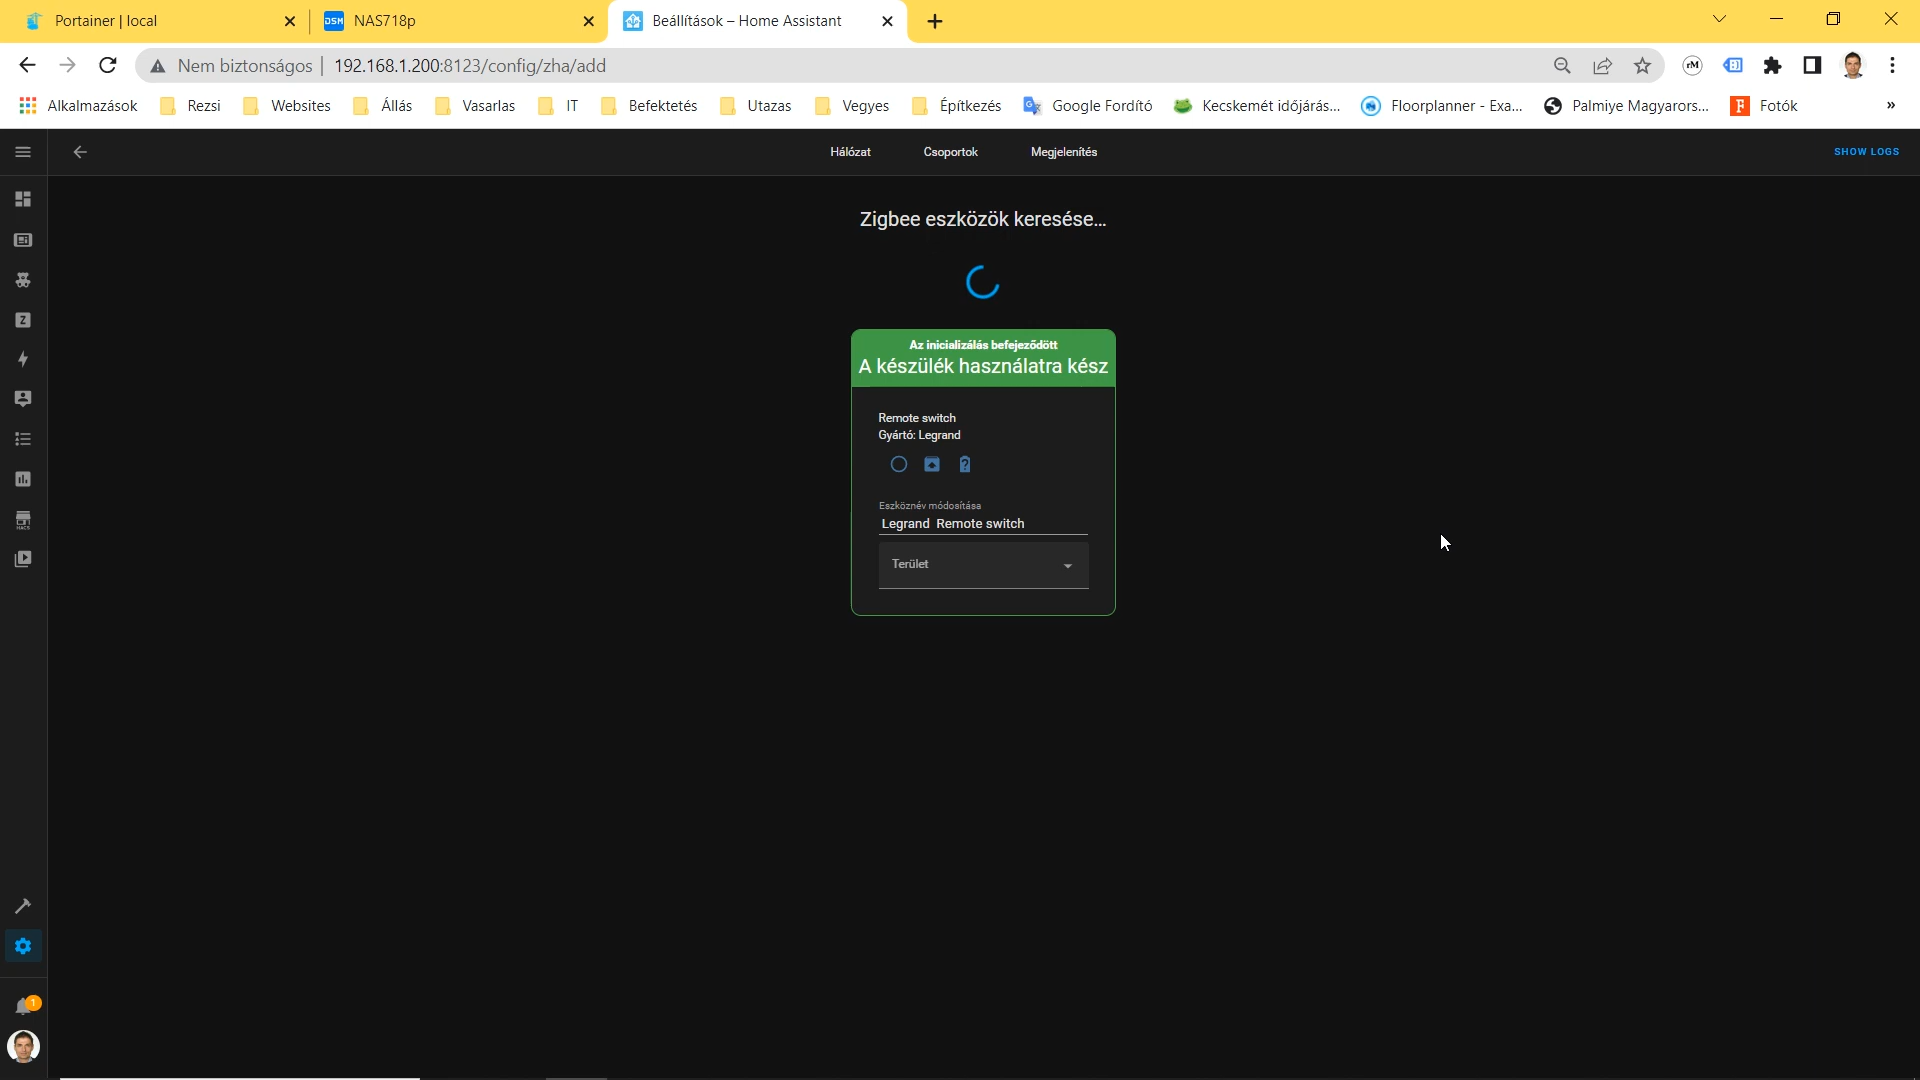 Portainer | local
NAS718p
Beállítások – Home Assistant
Nem biztonságos
192.168.1.200:8123/config/zha/add
Alkalmazások
Rezsi
Websites
Állás
Vasarlas
IT
Befektetés
Utazas
Vegyes
Építkezés
Google Fordító
Kecskemét időjárás...
Floorplanner - Exa...
Palmiye Magyarors...
Fotók
»
Hálózat
Csoportok
Megjelenítés
SHOW LOGS
Zigbee eszközök keresése...
Az inicializálás befejeződött
A készülék használatra kész
Remote switch
Gyártó: Legrand
Eszköznév módosítása
Legrand  Remote switch
Terület
HACS
1